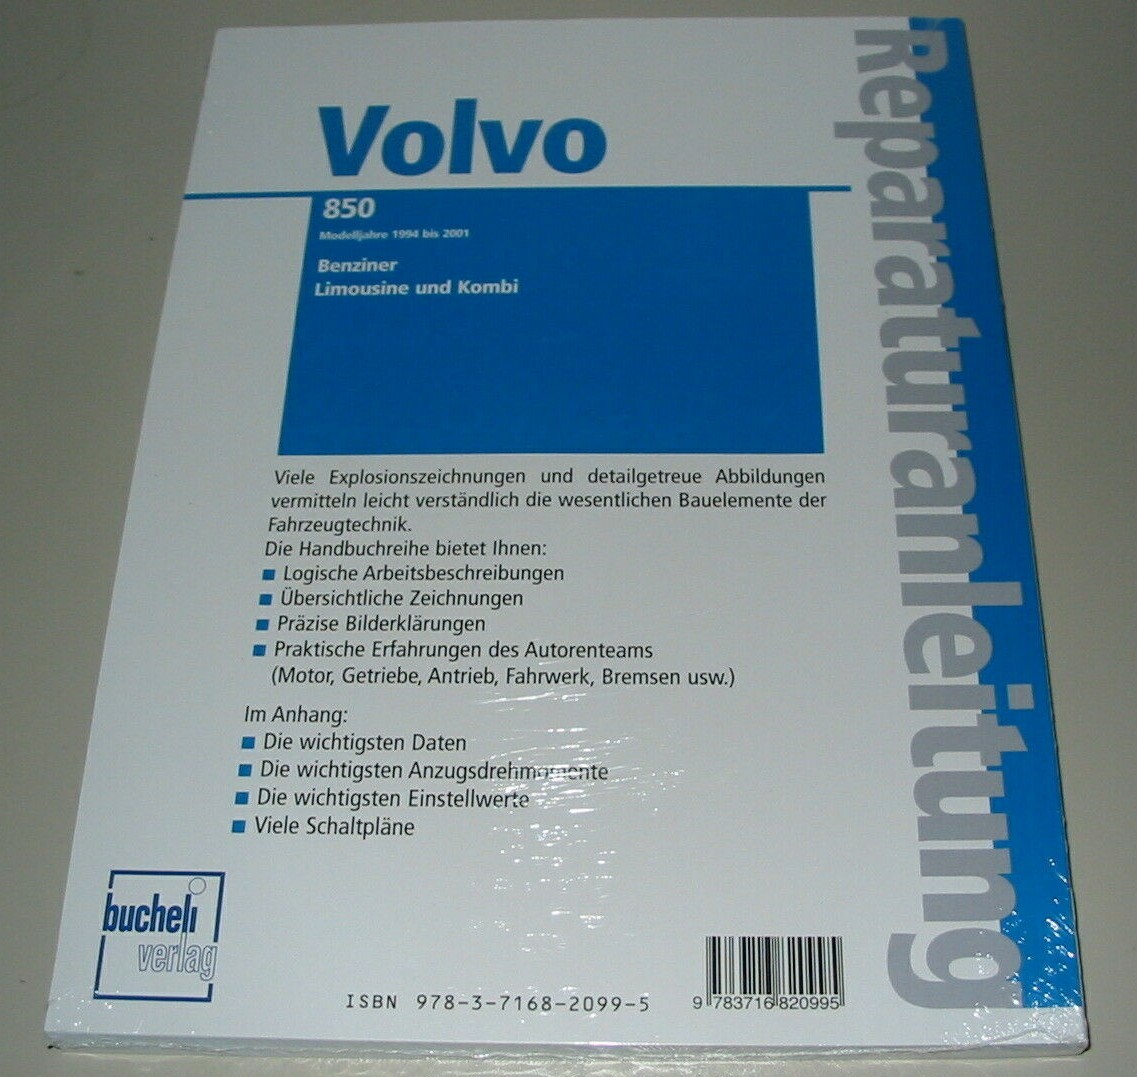 Volvo
850
Modelljahre 1994 bis 2001
Benziner
Limousine und Kombi
Viele Explosionszeichnungen und detailgetreue Abbildungen
vermitteln leicht verständlich die wesentlichen Bauelemente der
Fahrzeugtechnik.
Die Handbuchreihe bietet Ihnen:
■ Logische Arbeitsbeschreibungen
■ Übersichtliche Zeichnungen
■ Präzise Bilderklärungen
■ Praktische Erfahrungen des Autorenteams
(Motor, Getriebe, Antrieb, Fahrwerk, Bremsen usw.)
Im Anhang:
■ Die wichtigsten Daten
■ Die wichtigsten Anzugsdrehmomente
■ Die wichtigsten Einstellwerte
■ Viele Schaltpläne
bucheli
verlag
ISBN 978-3-7168-2099-5
9 783716 820995
Reparaturanleitung